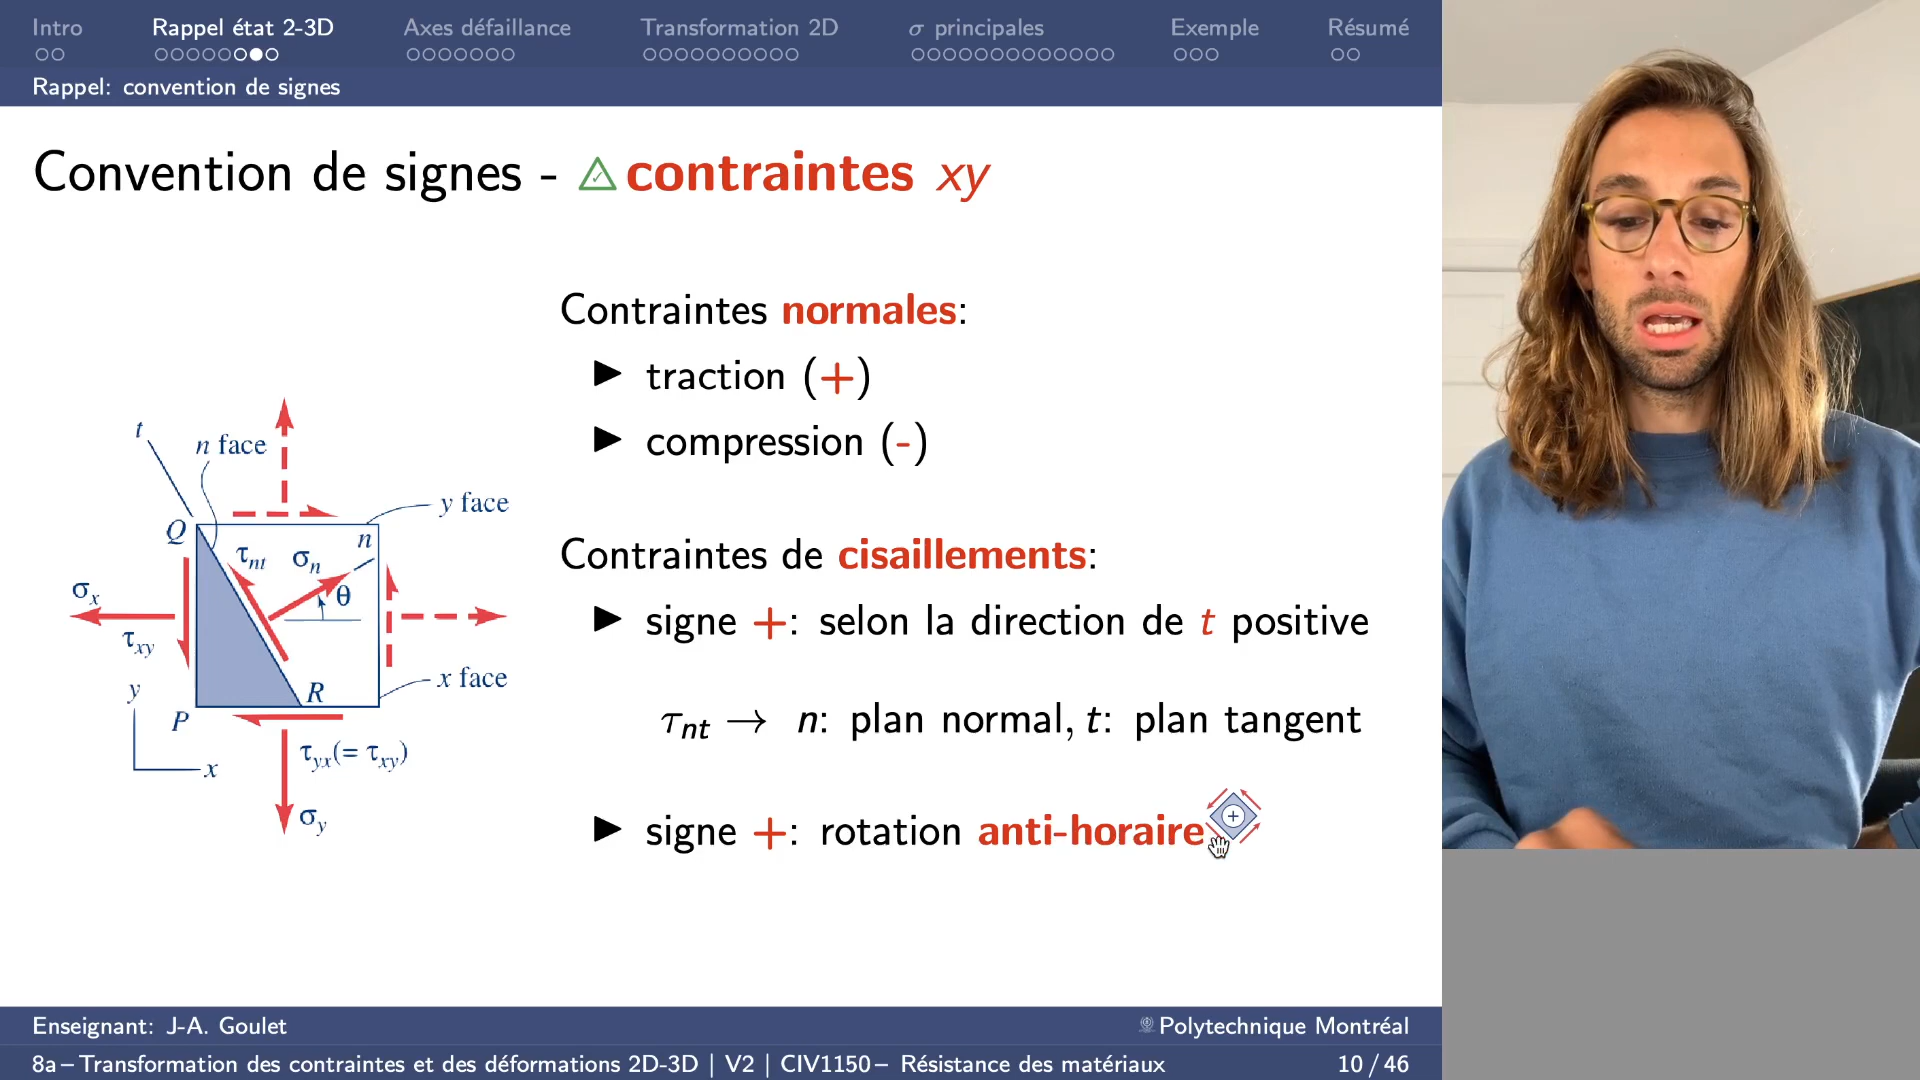 Intro
Rappel état 2-3D
Axes défaillance
Transformation 2D
σ principales
Exemple
Résumé
Rappel: convention de signes
Convention de signes - contraintes xy
Contraintes normales:
▶ traction (+)
▶ compression (-)
Contraintes de cisaillements:
▶ signe +: selon la direction de t positive
τnt → n: plan normal, t: plan tangent
▶ signe +: rotation anti-horaire
+
t
n face
y face
Q
n
τnt
σn
θ
σx
τxy
y
R
x face
P
x
τyx(= τxy)
σy
Enseignant: J-A. Goulet
Polytechnique Montréal
8a – Transformation des contraintes et des déformations 2D-3D | V2 | CIV1150 – Résistance des matériaux
10 / 46